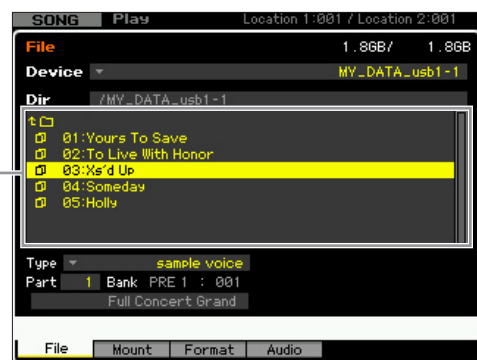 SONG Play Location 1:001 / Location 2:001
File 1.8GB/ 1.8GB
Device MY_DATA_usb1-1
Dir /MY_DATA_usb1-1
01:Yours To Save
02:To Live With Honor
03:Xs'd Up
04:Someday
05:Holly
Type sample voice
Part 1 Bank PRE 1 : 001
Full Concert Grand
File Mount Format Audio